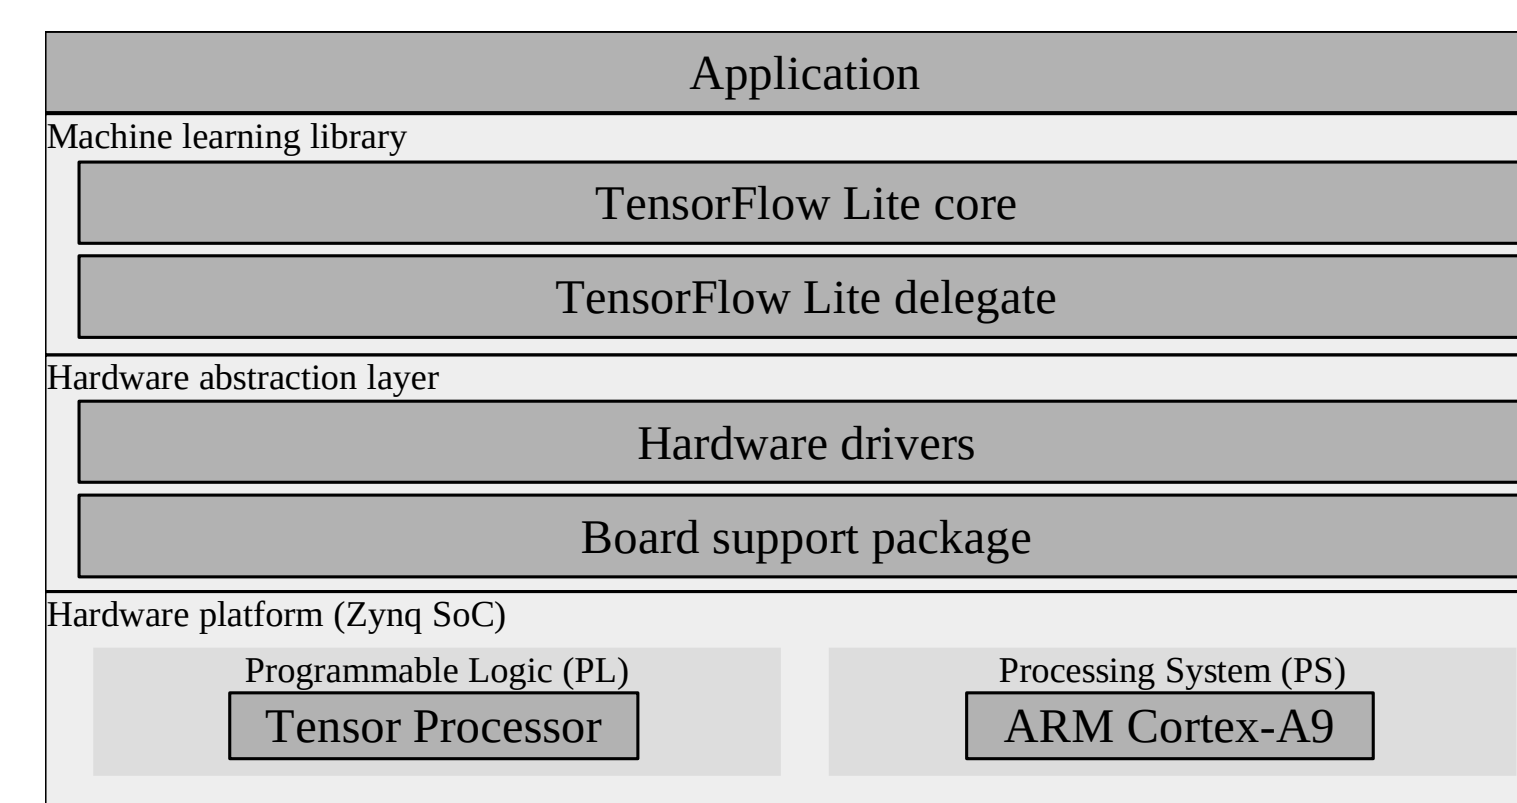 Application
Machine learning library
TensorFlow Lite core
TensorFlow Lite delegate
Hardware abstraction layer
Hardware drivers
Board support package
Hardware platform (Zynq SoC)
Programmable Logic (PL)
Tensor Processor
Processing System (PS)
ARM Cortex-A9